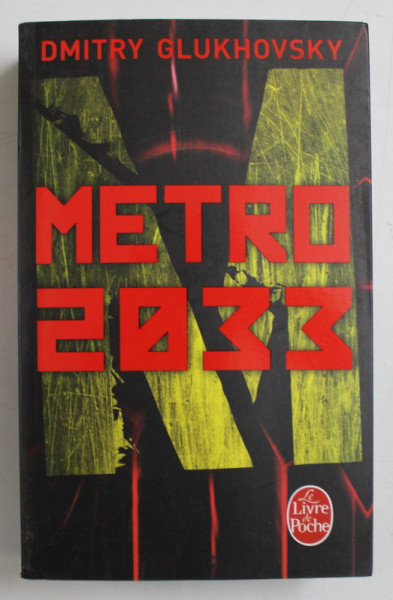 DMITRY GLUKHOVSKY
METRO
2033
Le
Livre
de
Poche